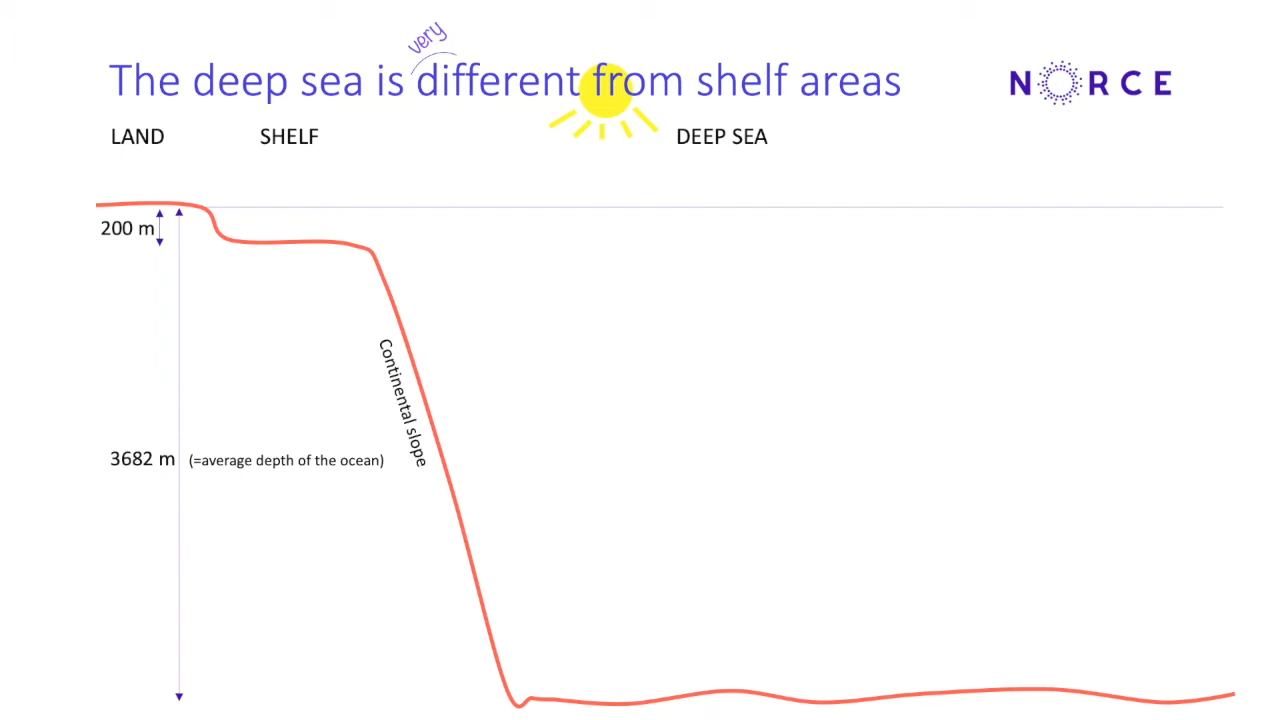 very
The deep sea is different from shelf areas
NORCE
LAND SHELF DEEP SEA
200 m
Continental slope
3682 m (=average depth of the ocean)